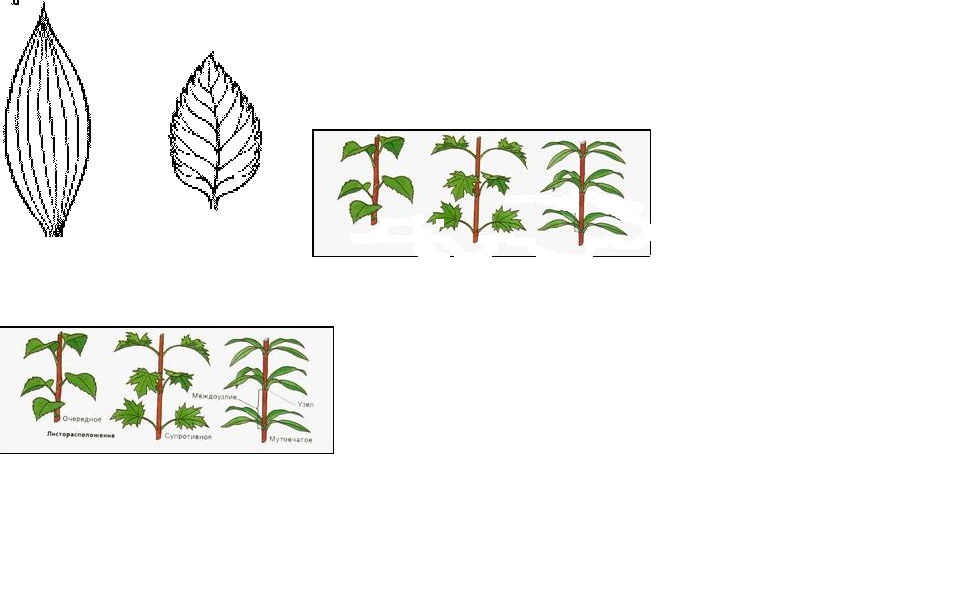 Междоузлие
Узел
Очередное
Листорасположение
Супротивное
Мутовчатое